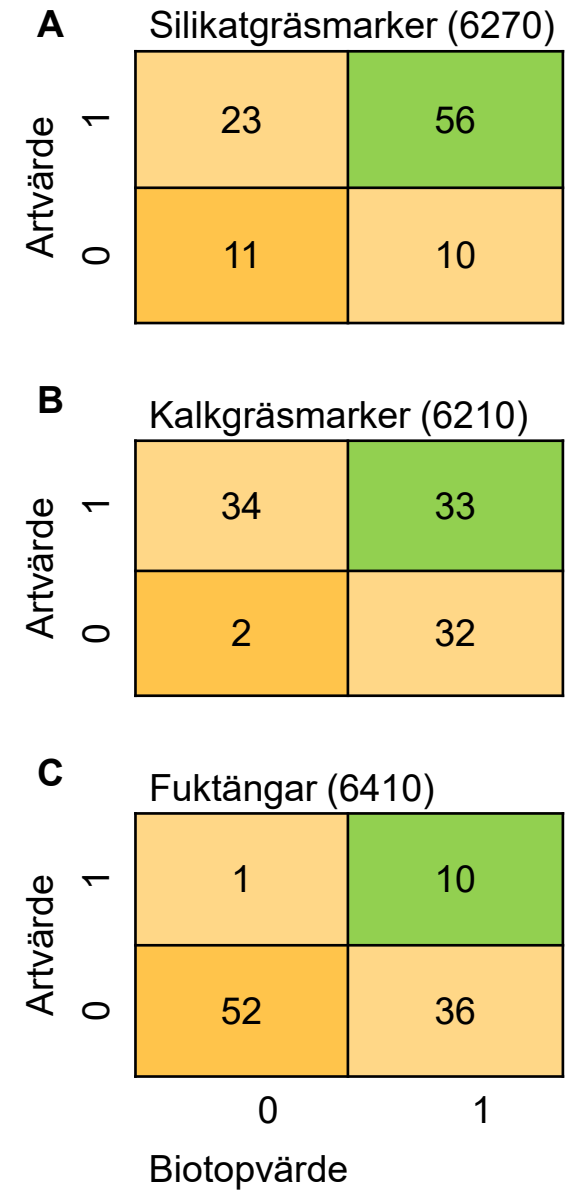 A Silikatgräsmarker (6270)
Artvärde
1 23 56
0 11 10
B Kalkgräsmarker (6210)
Artvärde
1 34 33
0 2 32
C Fuktängar (6410)
Artvärde
1 1 10
0 52 36
0 1
Biotopvärde